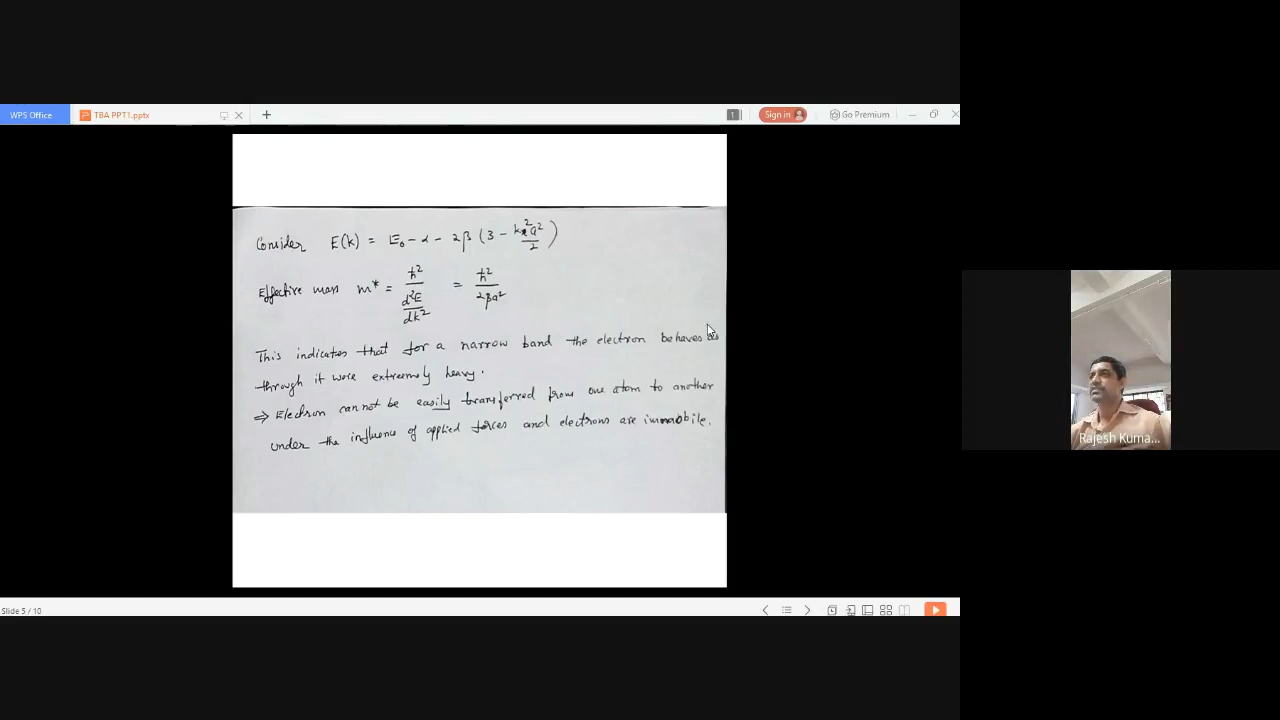 WPS Office
TBA PPT1.pptx
1
Sign in
Go Premium
Consider E(k) = E₀ - α - 2β (3 - k²a²/2)
Effective mass m* = ħ²/(d²E/dk²) = ħ²/2βa²
This indicates that for a narrow band the electron behaves as
through it were extremely heavy.
⇒ Electron cannot be easily transferred from one atom to another
under the influence of applied forces and electrons are immobile.
Rajesh Kuma...
Slide 5 / 10